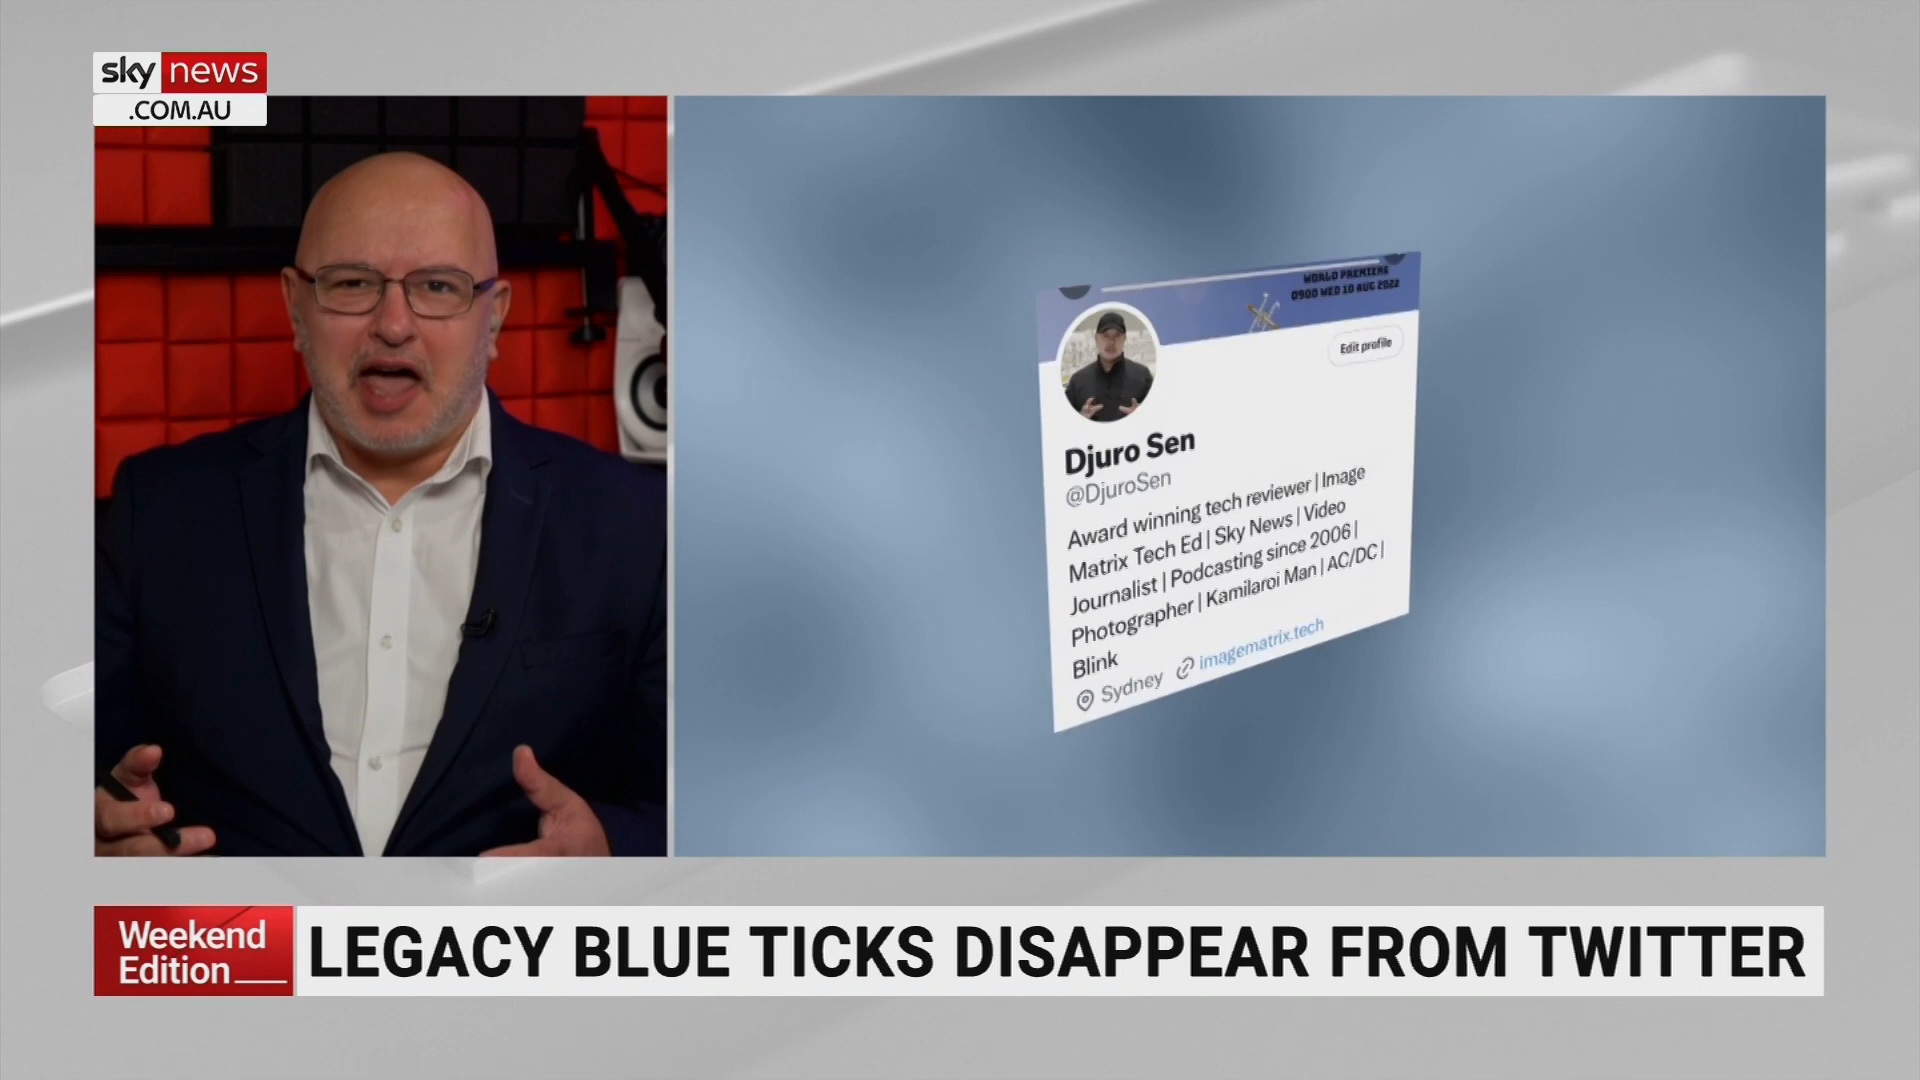 sky news
.COM.AU
WORLD PREMIERE
0900 WED 10 AUG 2022
Edit profile
Djuro Sen
@DjuroSen
Award winning tech reviewer | Image
Matrix Tech Ed | Sky News | Video
Journalist | Podcasting since 2006 |
Photographer | Kamilaroi Man | AC/DC |
Blink
Sydney imagematrix.tech
Weekend
Edition
LEGACY BLUE TICKS DISAPPEAR FROM TWITTER